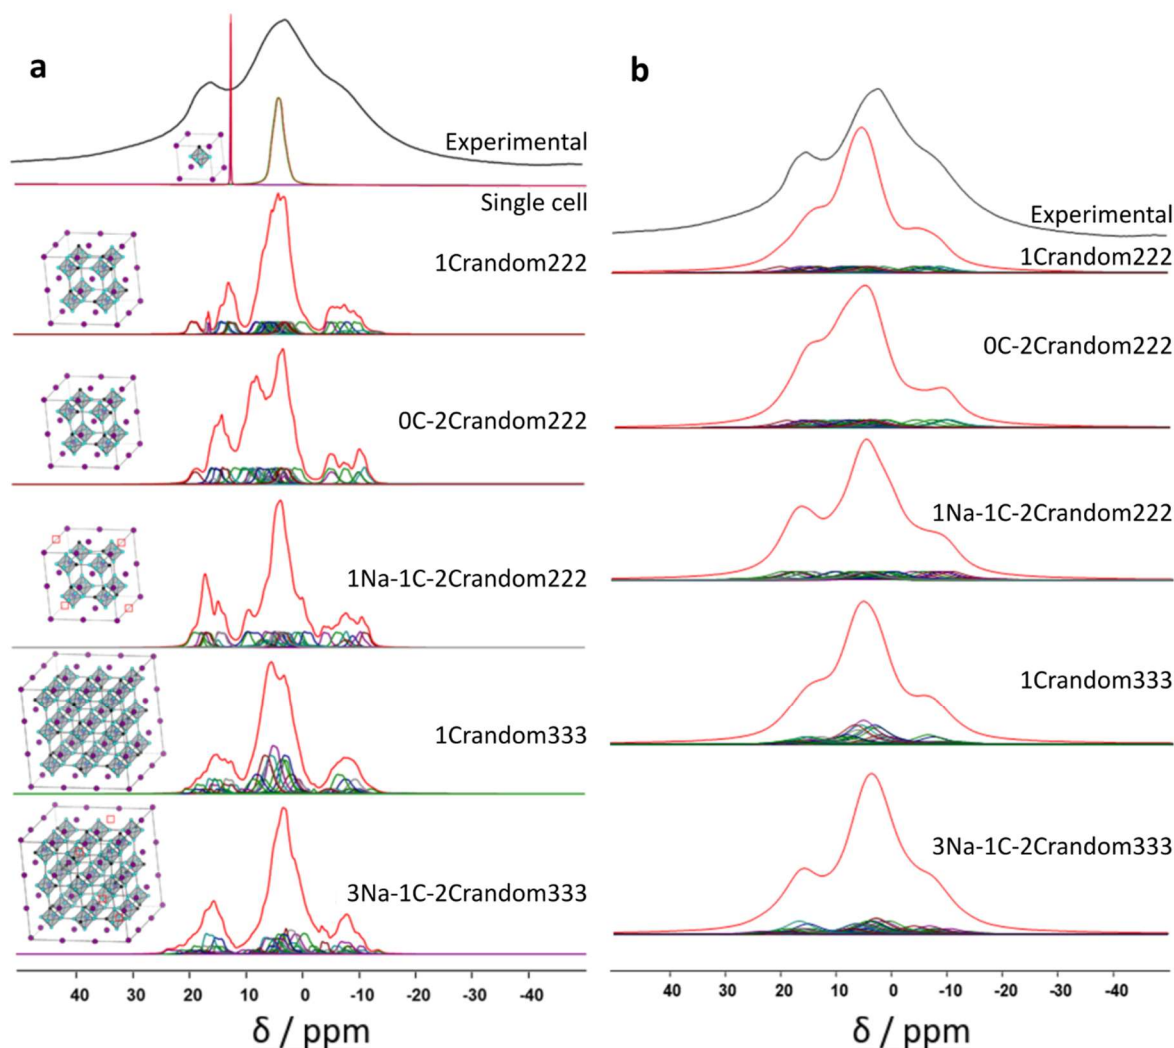 a
Experimental
Single cell
1Crandom222
0C-2Crandom222
1Na-1C-2Crandom222
1Crandom333
3Na-1C-2Crandom333
40 30 20 10 0 -10 -20 -30 -40
δ / ppm
b
Experimental
1Crandom222
0C-2Crandom222
1Na-1C-2Crandom222
1Crandom333
3Na-1C-2Crandom333
40 30 20 10 0 -10 -20 -30 -40
δ / ppm